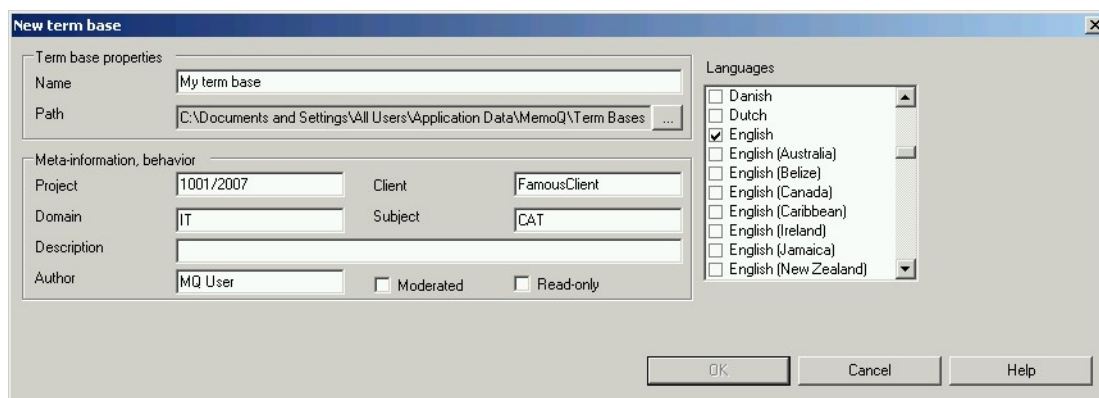 New term base
Term base properties
Name My term base
Path C:\Documents and Settings\All Users\Application Data\MemoQ\Term Bases ...
Meta-information, behavior
Project 1001/2007 Client FamousClient
Domain IT Subject CAT
Description
Author MQ User Moderated Read-only
Languages
Danish
Dutch
English
English (Australia)
English (Belize)
English (Canada)
English (Caribbean)
English (Ireland)
English (Jamaica)
English (New Zealand)
OK Cancel Help